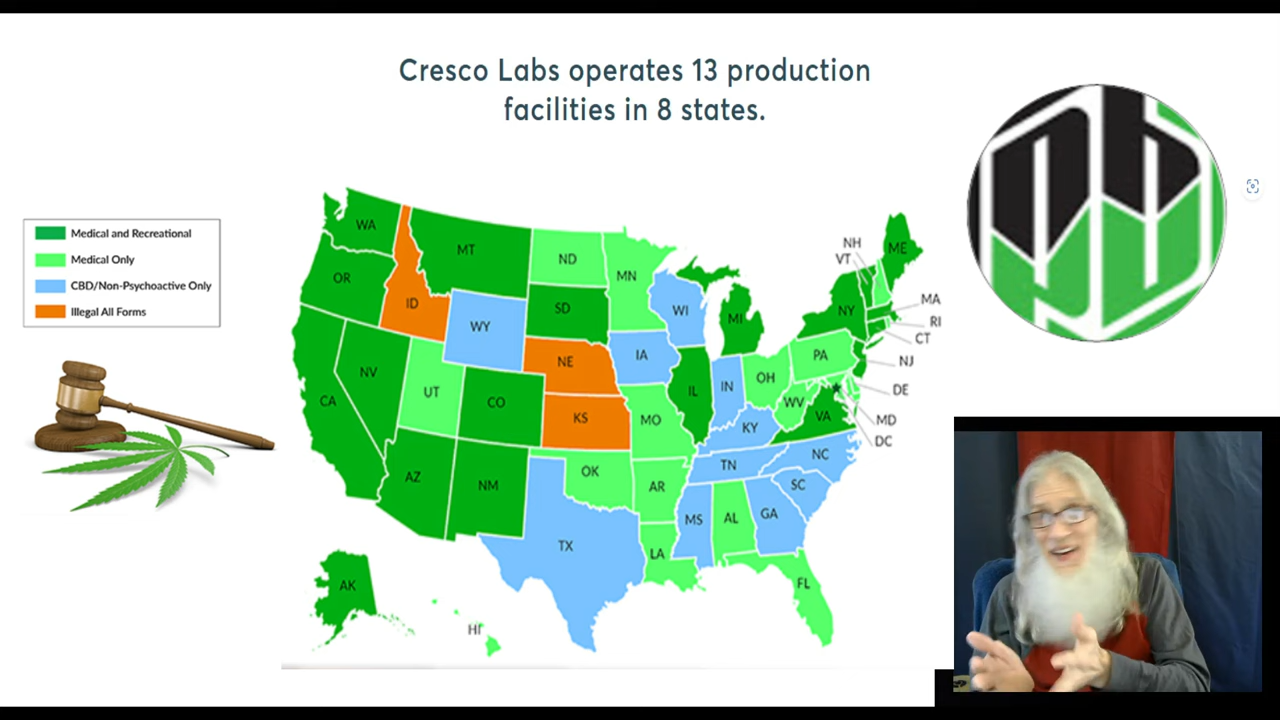 Cresco Labs operates 13 production
facilities in 8 states.
Medical and Recreational
Medical Only
CBD/Non-Psychoactive Only
Illegal All Forms
WA
MT
ND
MN
NH
VT
ME
OR
ID
SD
WI
MI
NY
MA
RI
CT
WY
NE
IA
PA
NJ
NV
UT
CO
IL
IN
OH
DE
CA
KS
MO
WV
VA
MD
KY
DC
AZ
NM
OK
AR
TN
NC
SC
TX
LA
MS
AL
GA
FL
AK
HI